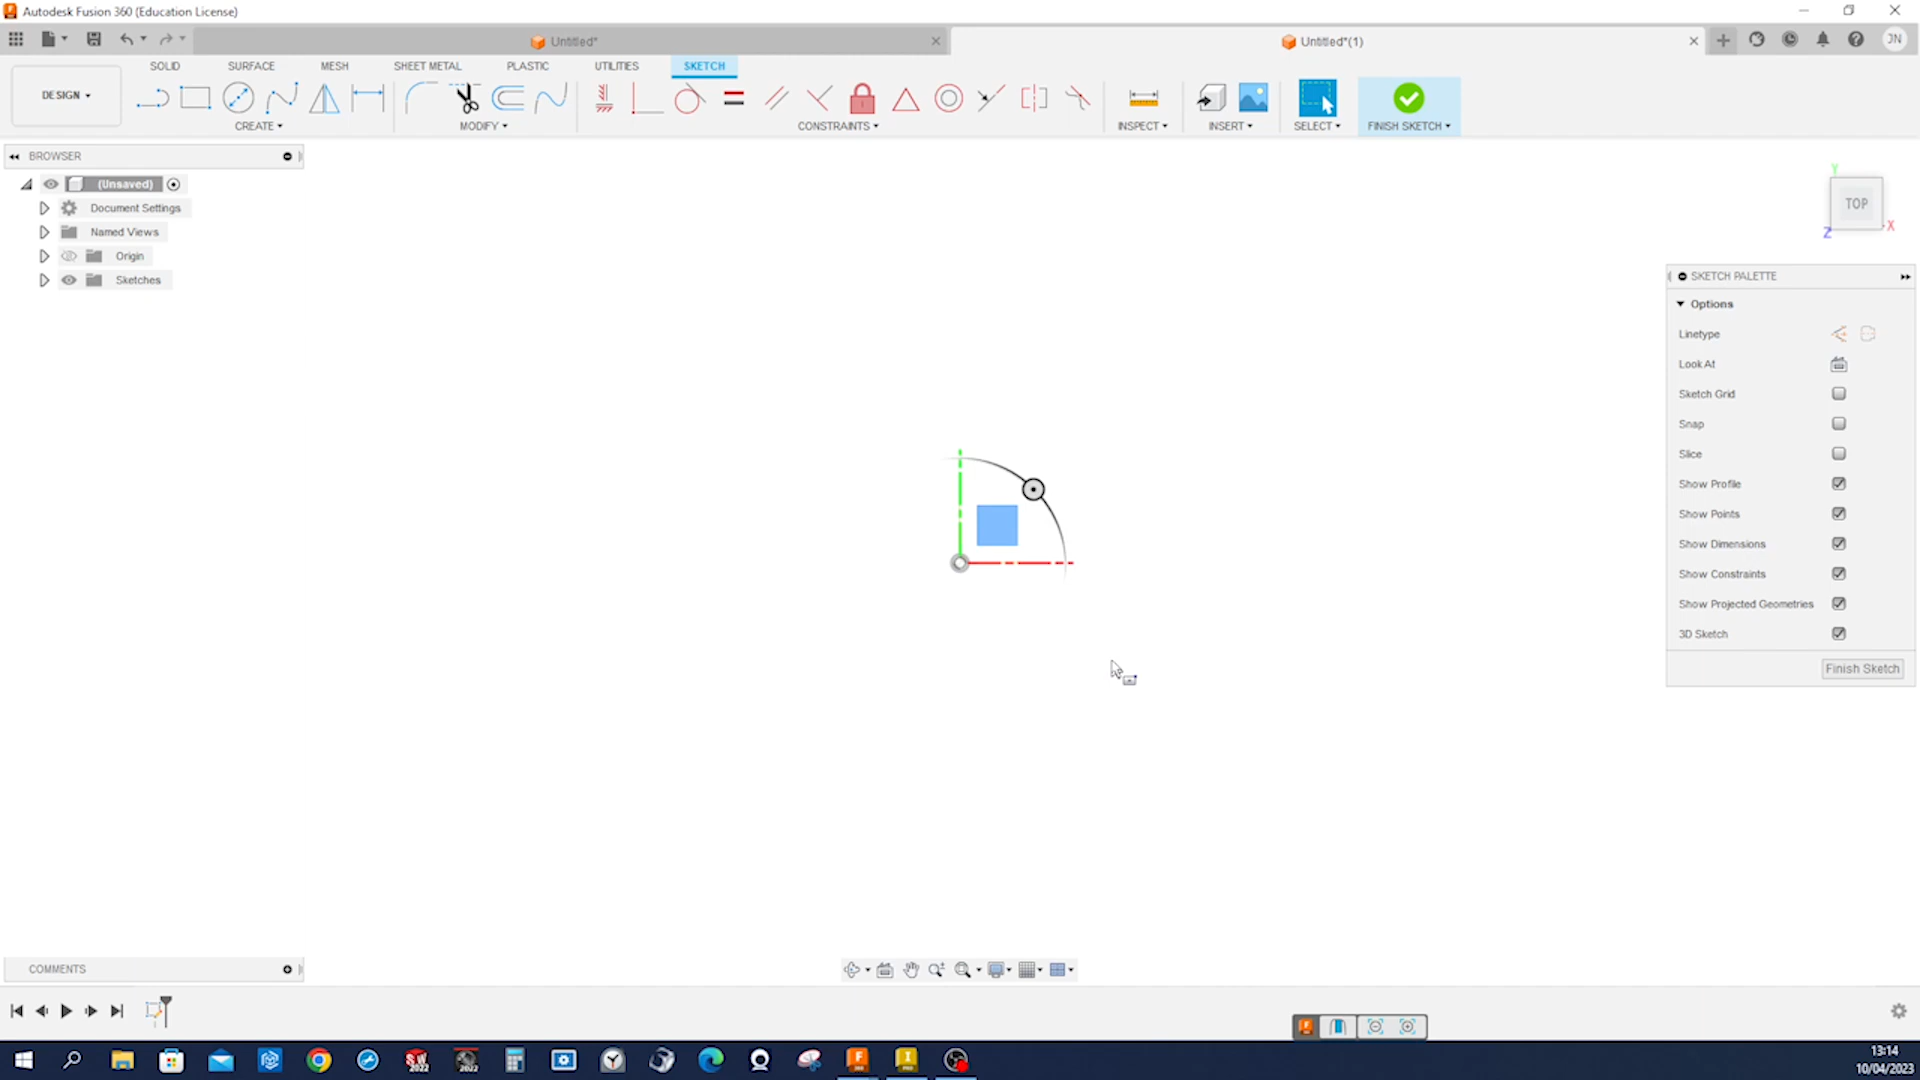 Autodesk Fusion 360 (Education License)
Untitled*
Untitled*(1)
JN
SOLID
SURFACE
MESH
SHEET METAL
PLASTIC
UTILITIES
SKETCH
DESIGN
CREATE
MODIFY
CONSTRAINTS
INSPECT
INSERT
SELECT
FINISH SKETCH
BROWSER
(Unsaved)
Document Settings
Named Views
Origin
Sketches
Y
TOP
X
Z
SKETCH PALETTE
Options
Linetype
Look At
Sketch Grid
Snap
Slice
Show Profile
Show Points
Show Dimensions
Show Constraints
Show Projected Geometries
3D Sketch
Finish Sketch
COMMENTS
13:14
10/04/2023